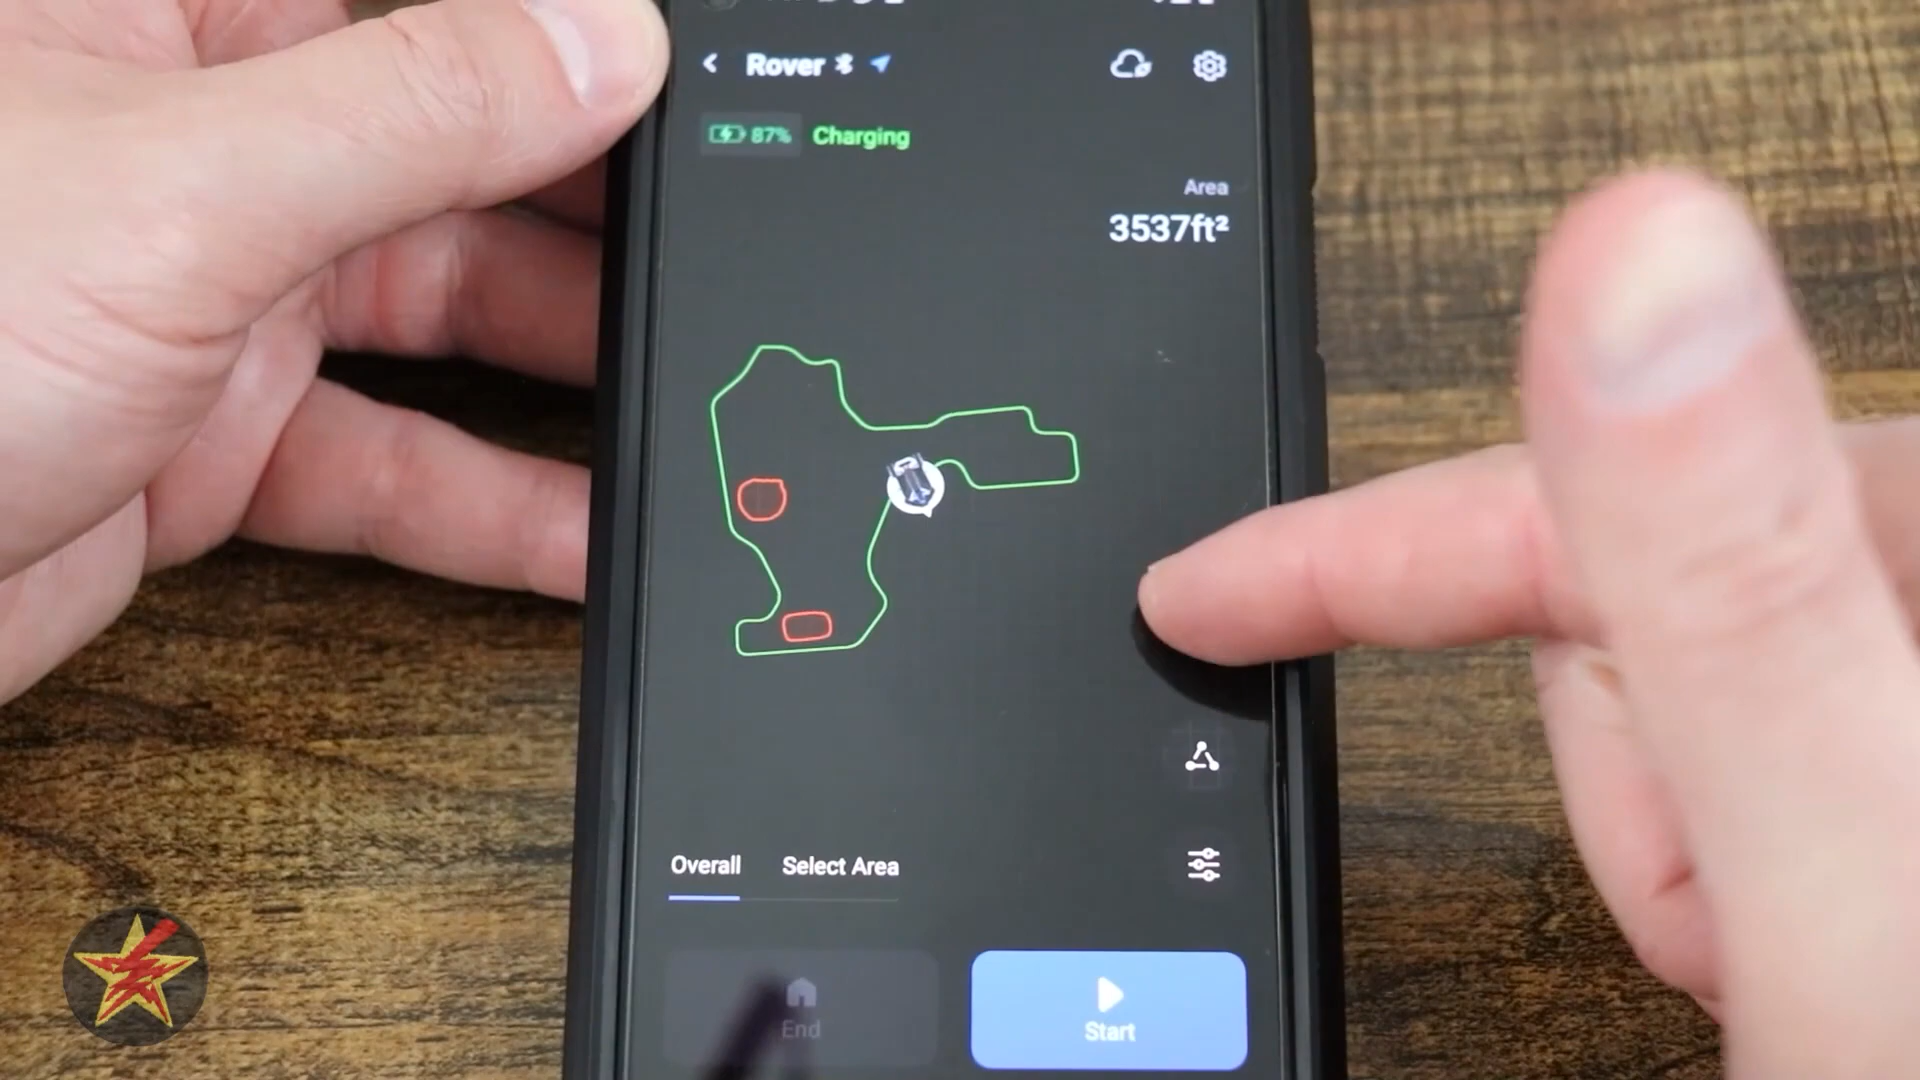 Rover
87% Charging
Area
3537ft²
Overall Select Area
End
Start